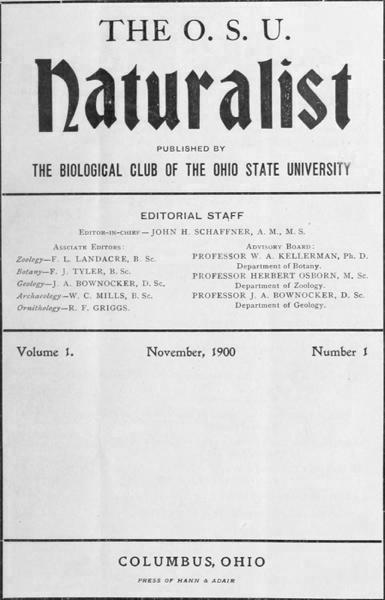 THE O. S. U.
Naturalist
PUBLISHED BY
THE BIOLOGICAL CLUB OF THE OHIO STATE UNIVERSITY
EDITORIAL STAFF
EDITOR-IN-CHIEF—JOHN H. SCHAFFNER, A. M., M. S.
ASSCIATE EDITORS:
Zoology—F. L. LANDACRE, B. Sc.
Botany—F. J. TYLER, B. Sc.
Geology—J. A. BOWNOCKER, D. Sc.
Archaeology—W. C. MILLS, B. Sc.
Ornithology—R. F. GRIGGS.
ADVISORY BOARD:
PROFESSOR W. A. KELLERMAN, Ph. D.
Department of Botany.
PROFESSOR HERBERT OSBORN, M. Sc.
Department of Zoology.
PROFESSOR J. A. BOWNOCKER, D. Sc.
Department of Geology.
Volume 1. November, 1900 Number 1
COLUMBUS, OHIO
PRESS OF HANN & ADAIR